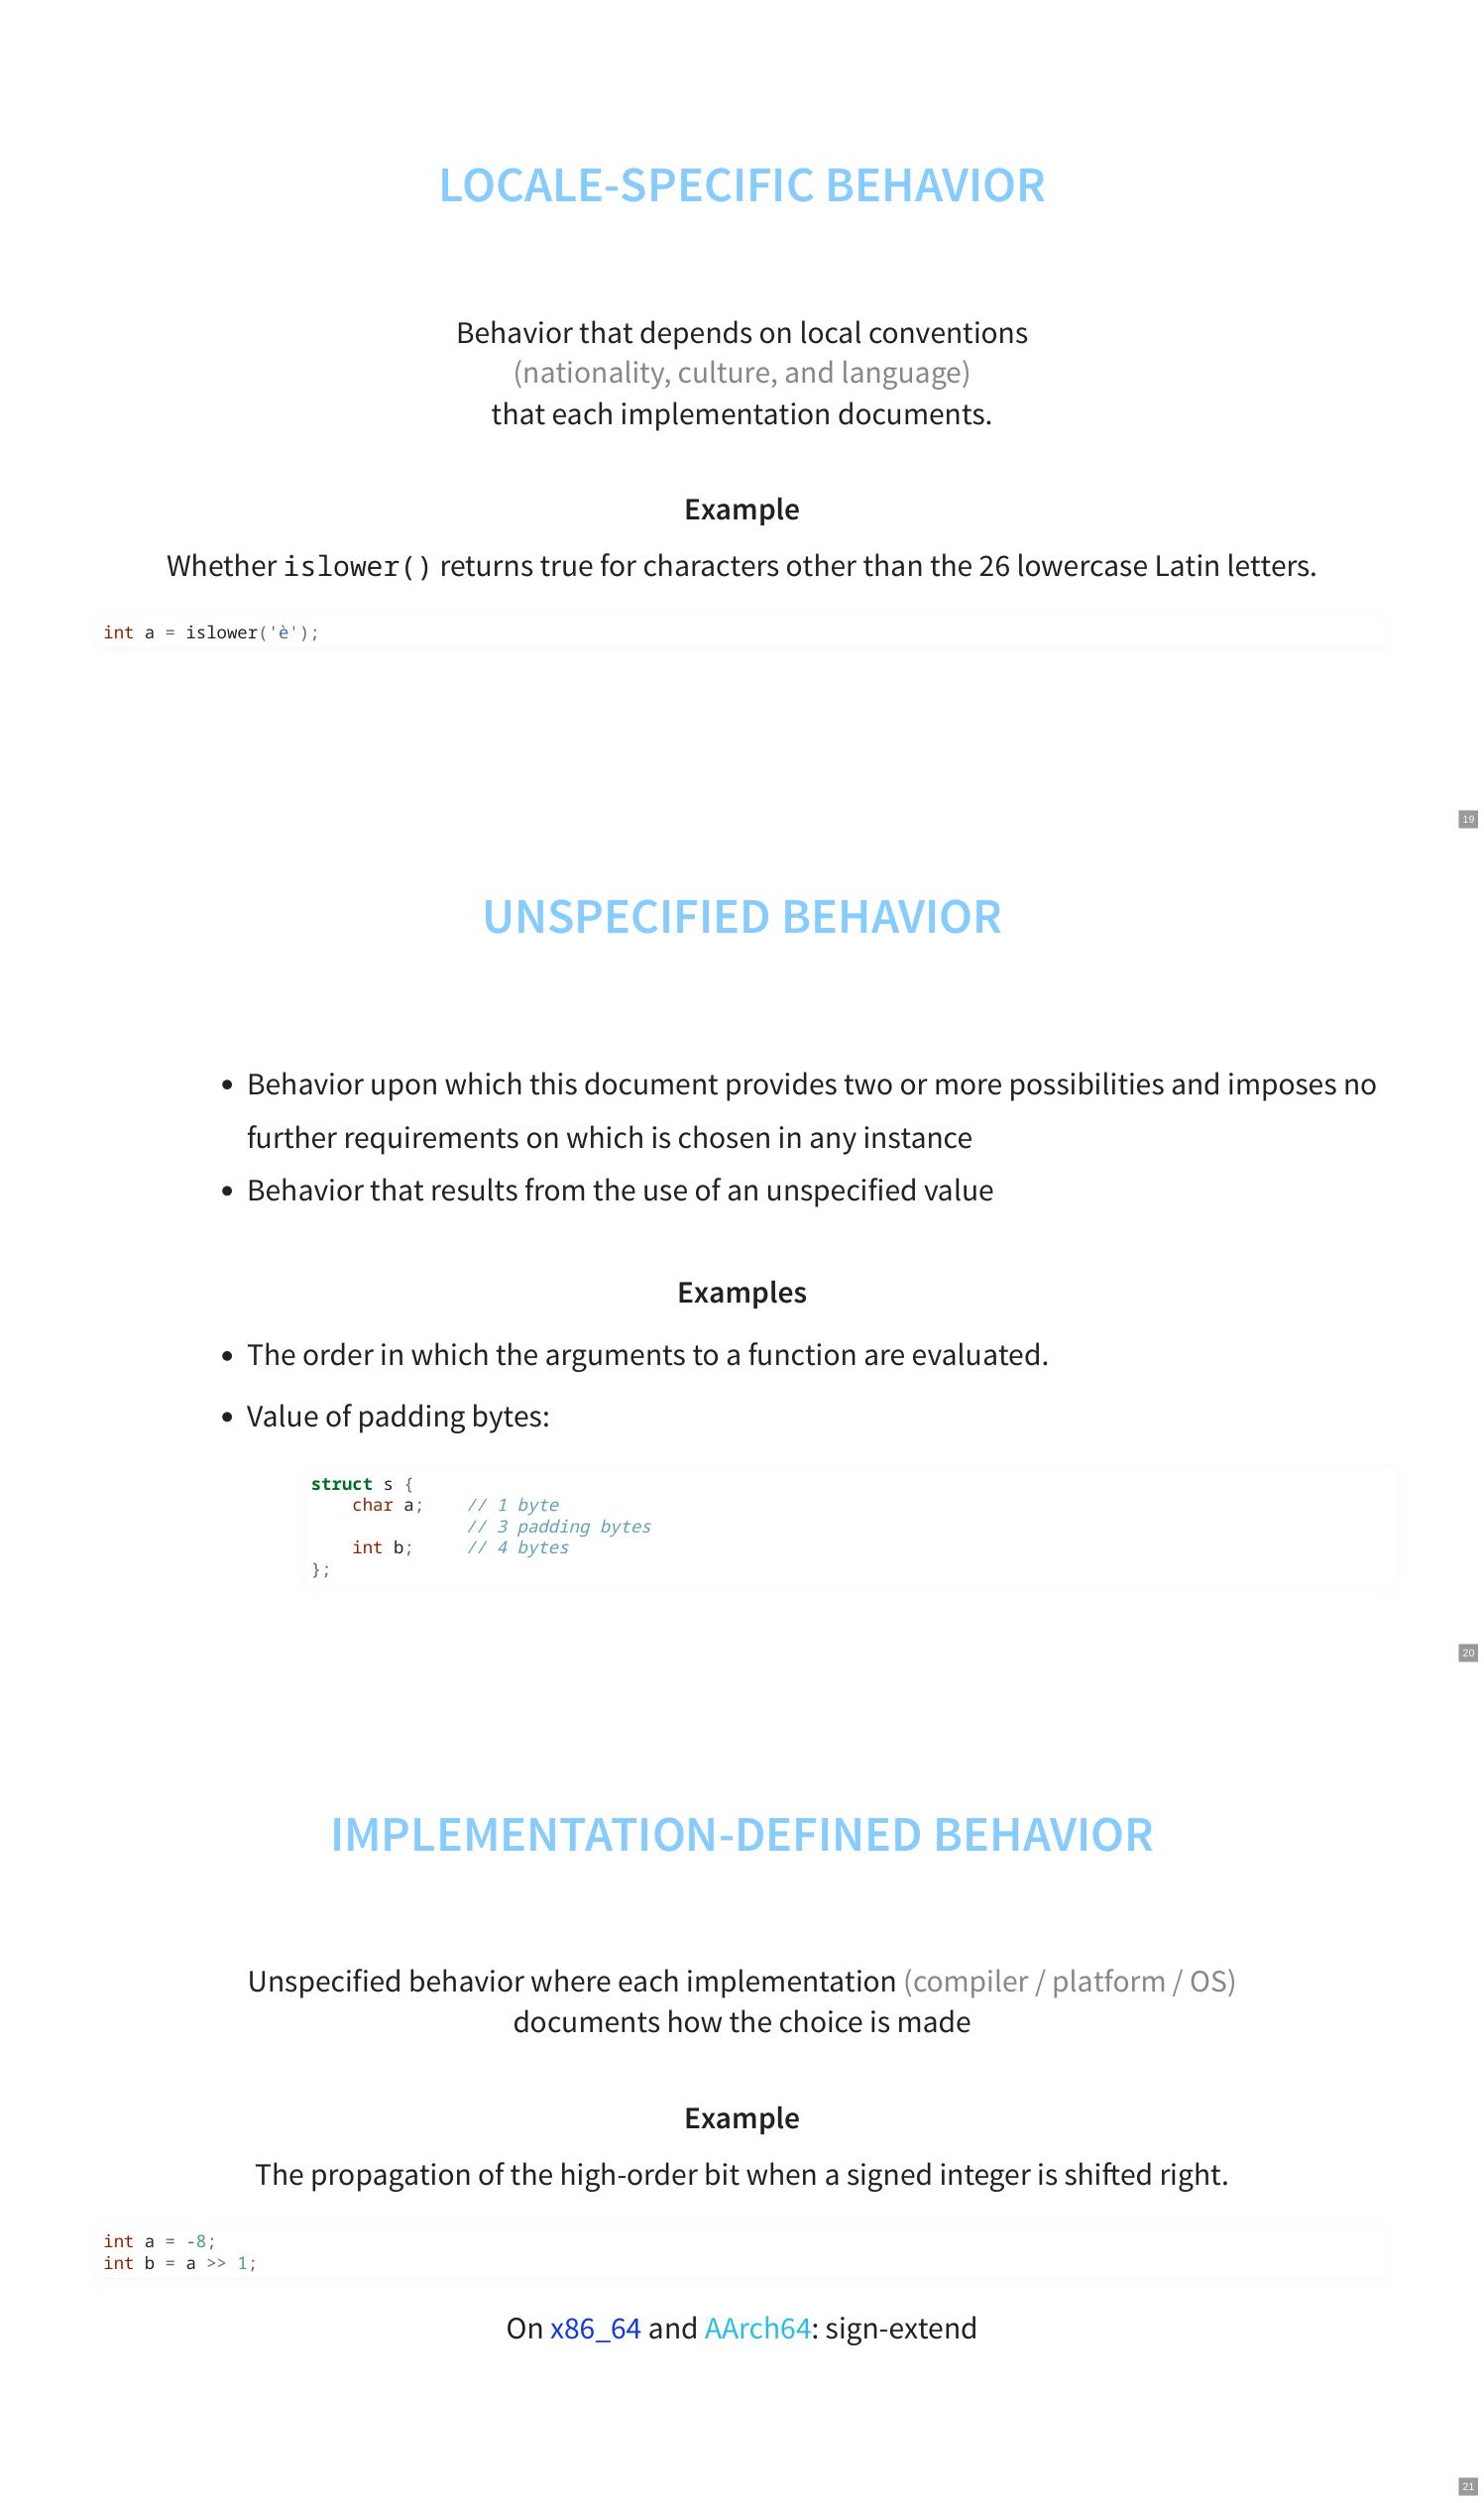 LOCALE-SPECIFIC BEHAVIOR
Behavior that depends on local conventions
(nationality, culture, and language)
that each implementation documents.
Example
Whether islower() returns true for characters other than the 26 lowercase Latin letters.
int a = islower('è');
19
UNSPECIFIED BEHAVIOR
• Behavior upon which this document provides two or more possibilities and imposes no
further requirements on which is chosen in any instance
• Behavior that results from the use of an unspecified value
Examples
• The order in which the arguments to a function are evaluated.
• Value of padding bytes:
struct s {
    char a;    // 1 byte
               // 3 padding bytes
    int b;     // 4 bytes
};
20
IMPLEMENTATION-DEFINED BEHAVIOR
Unspecified behavior where each implementation (compiler / platform / OS)
documents how the choice is made
Example
The propagation of the high-order bit when a signed integer is shifted right.
int a = -8;
int b = a >> 1;
On x86_64 and AArch64: sign-extend
21